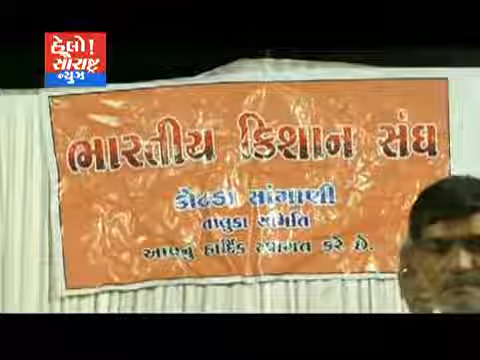 હેલો!
સૌરાષ્ટ્ર
ન્યુઝ
ભારતીય કિશાન સંઘ
કોટડા સાંગાણી
તાલુકા સમિતિ
આપનું હાર્દિક સ્વાગત કરે છે.